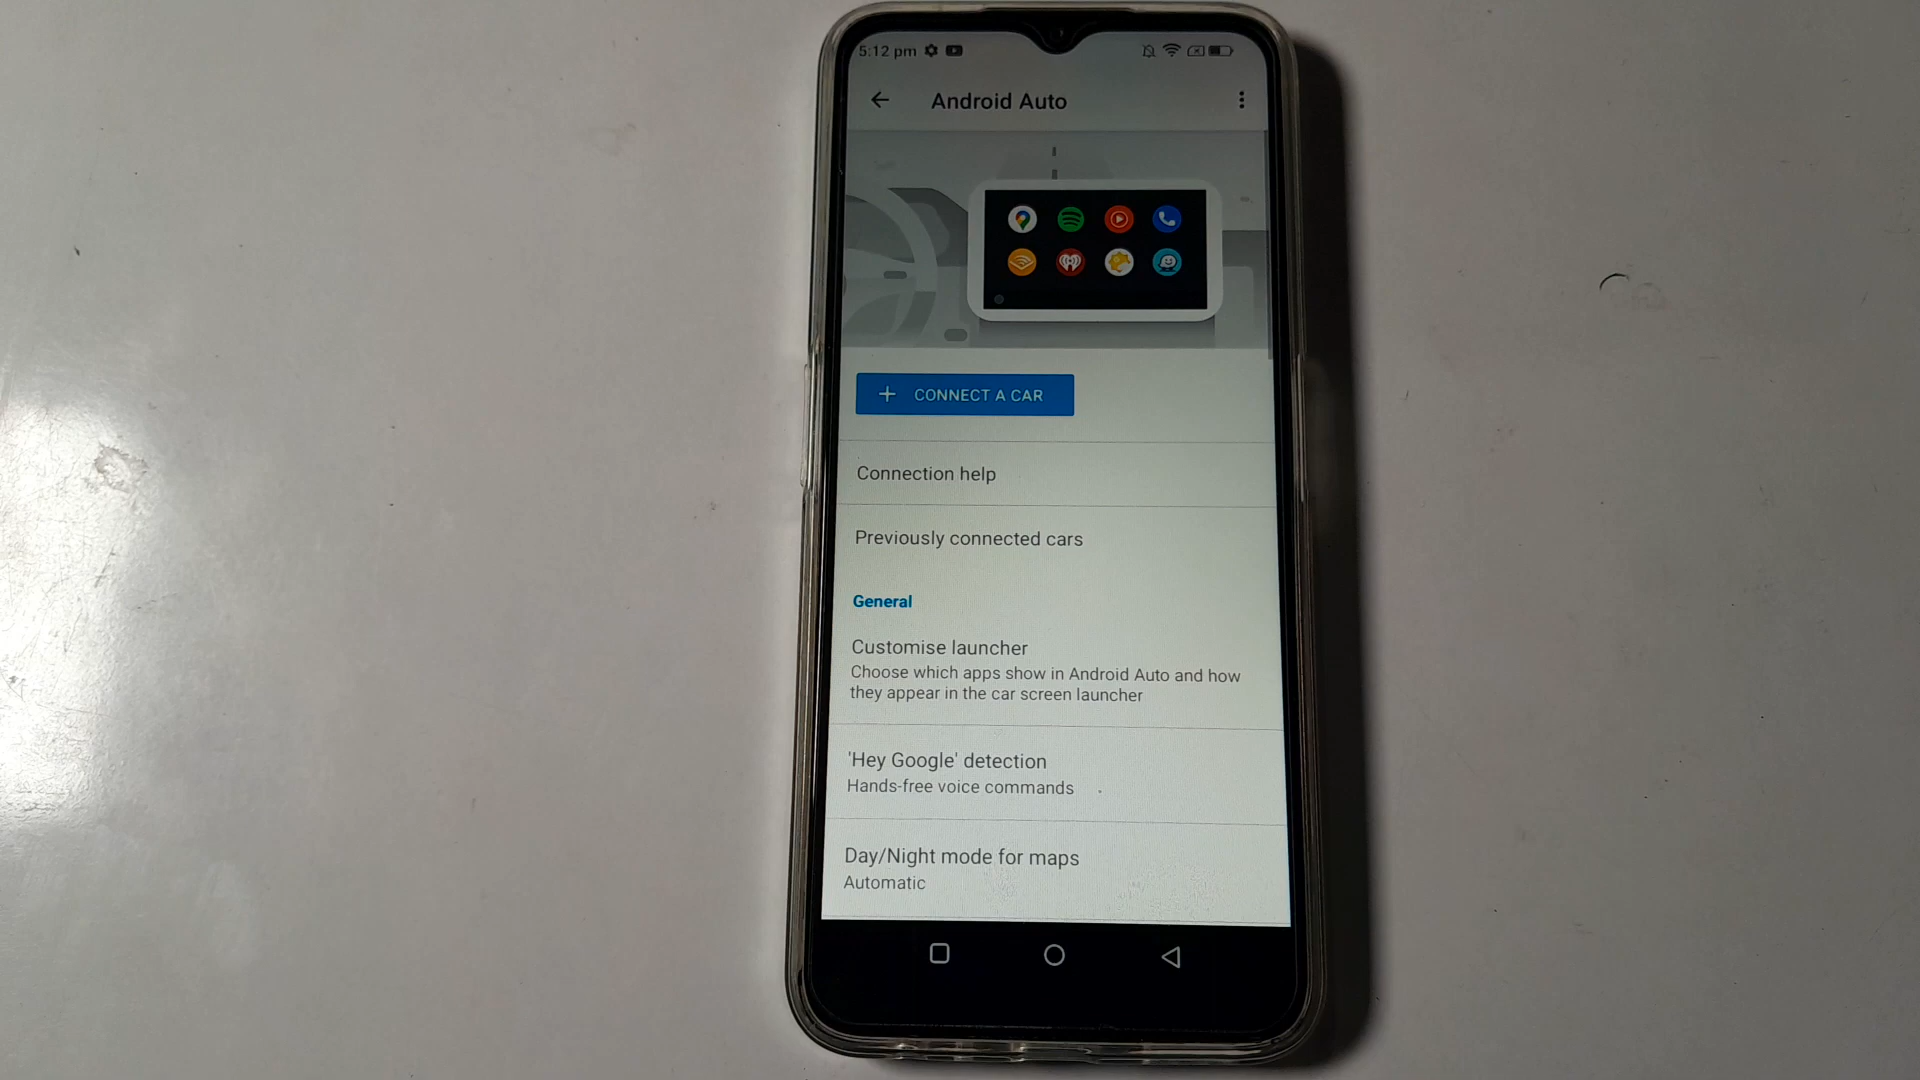 5:12 pm
Android Auto
CONNECT A CAR
Connection help
Previously connected cars
General
Customise launcher
Choose which apps show in Android Auto and how
they appear in the car screen launcher
'Hey Google' detection
Hands-free voice commands
Day/Night mode for maps
Automatic